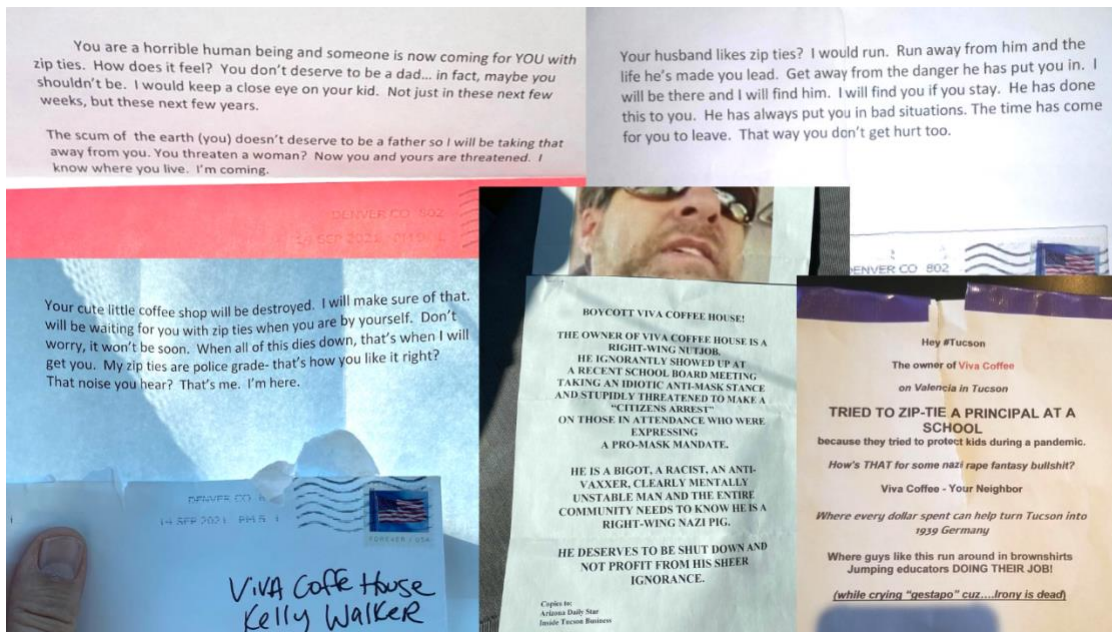 You are a horrible human being and someone is now coming for YOU with
zip ties. How does it feel? You don't deserve to be a dad... in fact, maybe you
shouldn't be. I would keep a close eye on your kid. Not just in these next few
weeks, but these next few years.
The scum of the earth (you) doesn't deserve to be a father so I will be taking that
away from you. You threaten a woman? Now you and yours are threatened. I
know where you live. I'm coming.
DENVER CO 802
14 SEP 2021 PM 5 L
Your husband likes zip ties? I would run. Run away from him and the
life he's made you lead. Get away from the danger he has put you in. I
will be there and I will find him. I will find you if you stay. He has done
this to you. He has always put you in bad situations. The time has come
for you to leave. That way you don't get hurt too.
DENVER CO 802
Your cute little coffee shop will be destroyed. I will make sure of that.
will be waiting for you with zip ties when you are by yourself. Don't
worry, it won't be soon. When all of this dies down, that's when I will
get you. My zip ties are police grade- that's how you like it right?
That noise you hear? That's me. I'm here.
DENVER CO
14 SEP 2021 PM 5 L
FOREVER / USA
VIVA Coffe House
Kelly Walker
BOYCOTT VIVA COFFEE HOUSE!
THE OWNER OF VIVA COFFEE HOUSE IS A
RIGHT-WING NUTJOB.
HE IGNORANTLY SHOWED UP AT
A RECENT SCHOOL BOARD MEETING
TAKING AN IDIOTIC ANTI-MASK STANCE
AND STUPIDLY THREATENED TO MAKE A
"CITIZENS ARREST"
ON THOSE IN ATTENDANCE WHO WERE
EXPRESSING
A PRO-MASK MANDATE.
HE IS A BIGOT, A RACIST, AN ANTI-
VAXXER, CLEARLY MENTALLY
UNSTABLE MAN AND THE ENTIRE
COMMUNITY NEEDS TO KNOW HE IS A
RIGHT-WING NAZI PIG.
HE DESERVES TO BE SHUT DOWN AND
NOT PROFIT FROM HIS SHEER
IGNORANCE.
Copies to:
Arizona Daily Star
Inside Tucson Business
Hey #Tucson
The owner of Viva Coffee
on Valencia in Tucson
TRIED TO ZIP-TIE A PRINCIPAL AT A
SCHOOL
because they tried to protect kids during a pandemic.
How's THAT for some nazi rape fantasy bullshit?
Viva Coffee - Your Neighbor
Where every dollar spent can help turn Tucson into
1939 Germany
Where guys like this run around in brownshirts
Jumping educators DOING THEIR JOB!
(while crying "gestapo" cuz....Irony is dead)